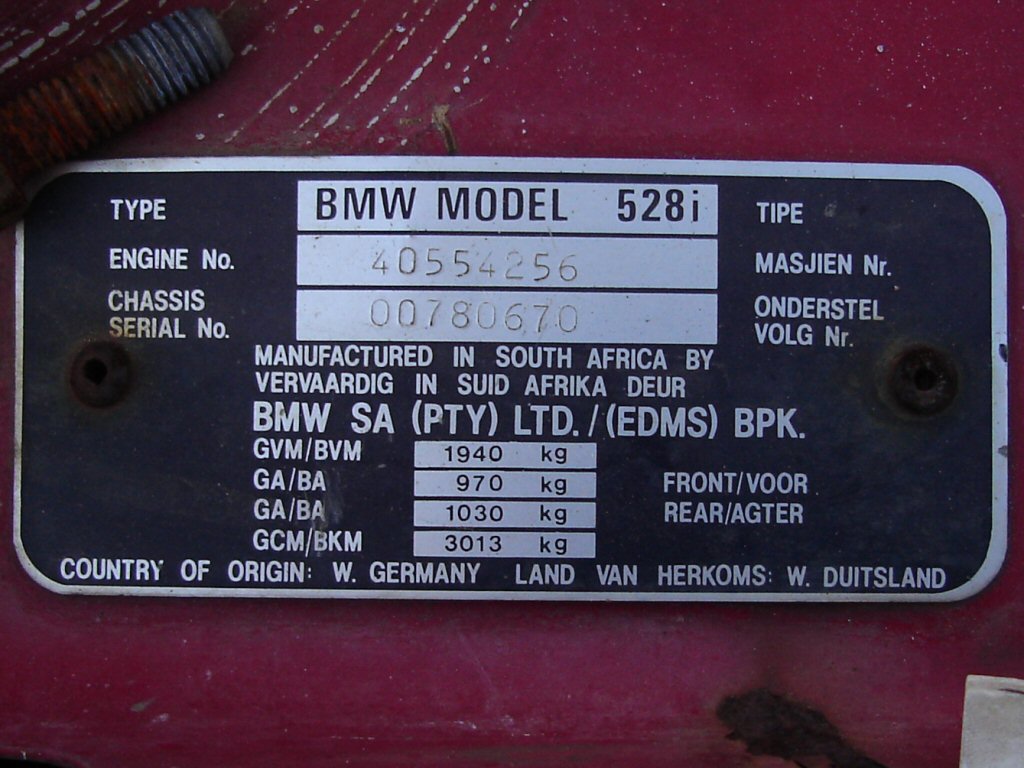 TYPE BMW MODEL 528i TIPE
ENGINE No. 40554256 MASJIEN Nr.
CHASSIS SERIAL No. 00780670 ONDERSTEL VOLG Nr.
MANUFACTURED IN SOUTH AFRICA BY
VERVAARDIG IN SUID AFRIKA DEUR
BMW SA (PTY) LTD./(EDMS) BPK.
GVM/BVM 1940 kg
GA/BA 970 kg FRONT/VOOR
GA/BA 1030 kg REAR/AGTER
GCM/BKM 3013 kg
COUNTRY OF ORIGIN: W. GERMANY LAND VAN HERKOMS: W. DUITSLAND